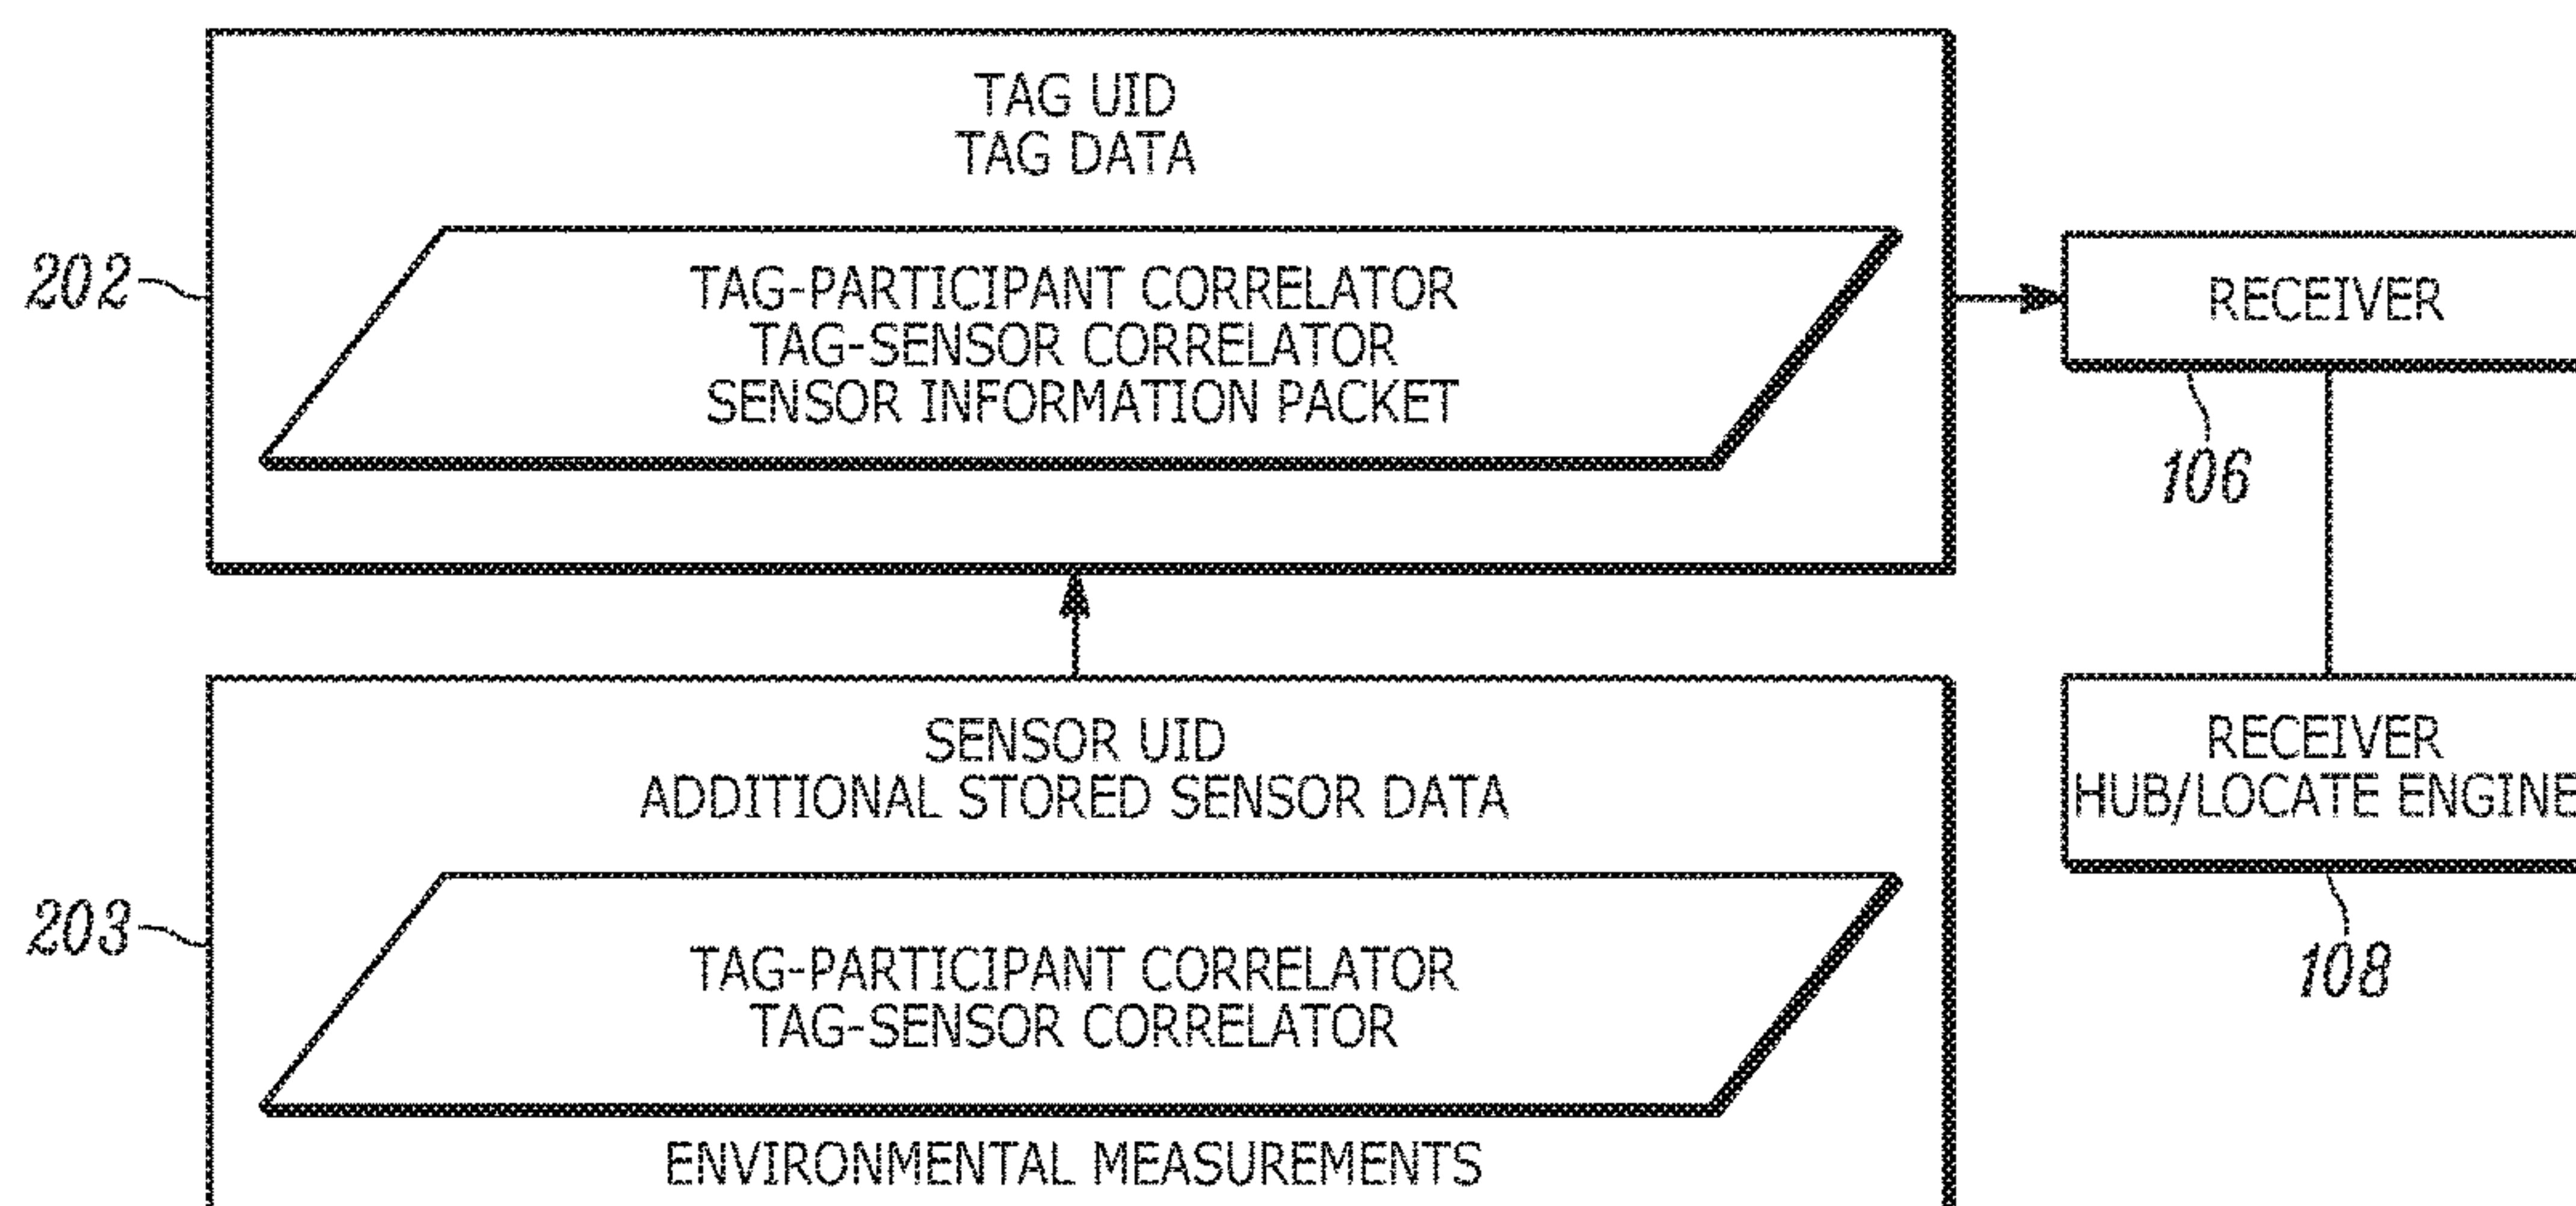 TAG UID
TAG DATA
202
TAG-PARTICIPANT CORRELATOR
TAG-SENSOR CORRELATOR
SENSOR INFORMATION PACKET
RECEIVER
106
SENSOR UID
ADDITIONAL STORED SENSOR DATA
RECEIVER
HUB/LOCATE ENGINE
203
TAG-PARTICIPANT CORRELATOR
TAG-SENSOR CORRELATOR
108
ENVIRONMENTAL MEASUREMENTS